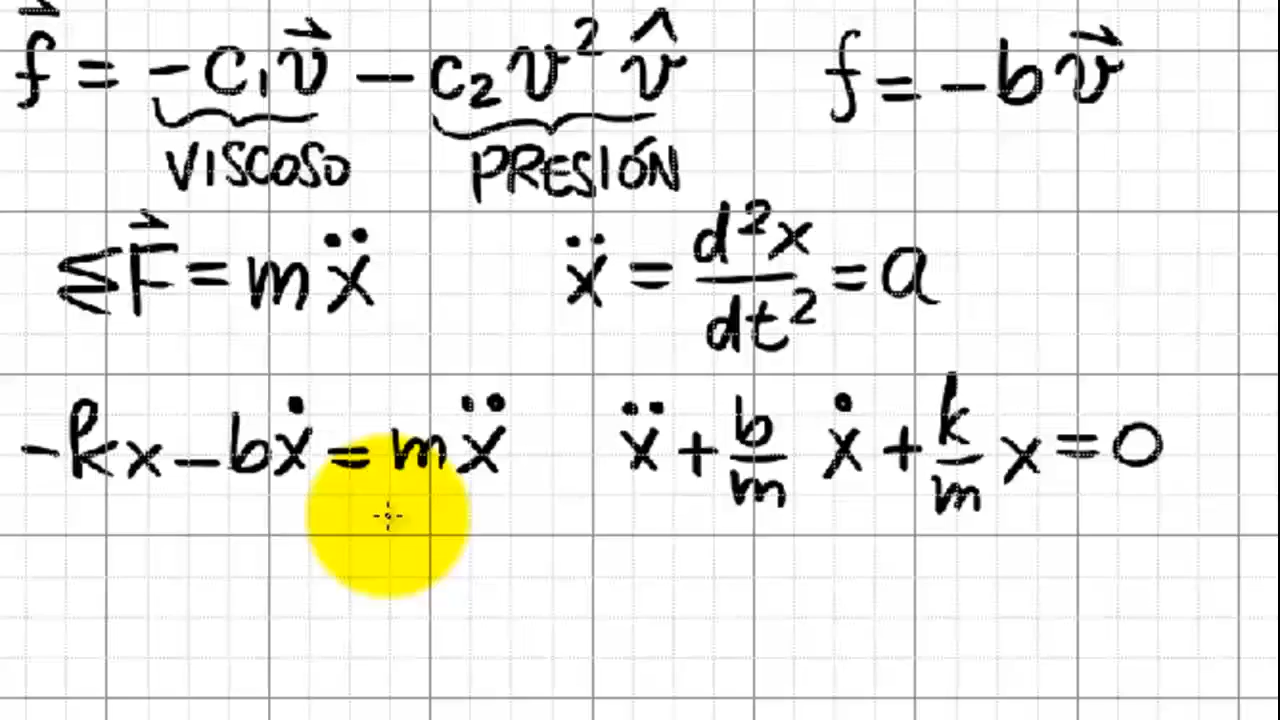 f⃗ = -c₁v⃗ - c₂v² v̂    f = -bv⃗
VISCOSO    PRESIÓN
ΣF⃗ = mẍ    ẍ = d²x/dt² = a
-kx - bẋ = mẍ    ẍ + b/m ẋ + k/m x = 0